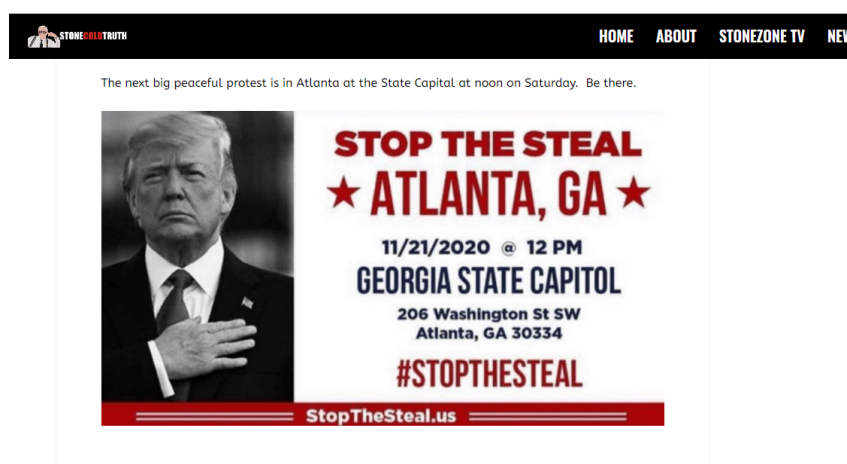 STONECOLDTRUTH
HOME ABOUT STONEZONE TV
The next big peaceful protest is in Atlanta at the State Capital at noon on Saturday. Be there.
STOP THE STEAL
★ ATLANTA, GA ★
11/21/2020 @ 12 PM
GEORGIA STATE CAPITOL
206 Washington St SW
Atlanta, GA 30334
#STOPTHESTEAL
StopTheSteal.us